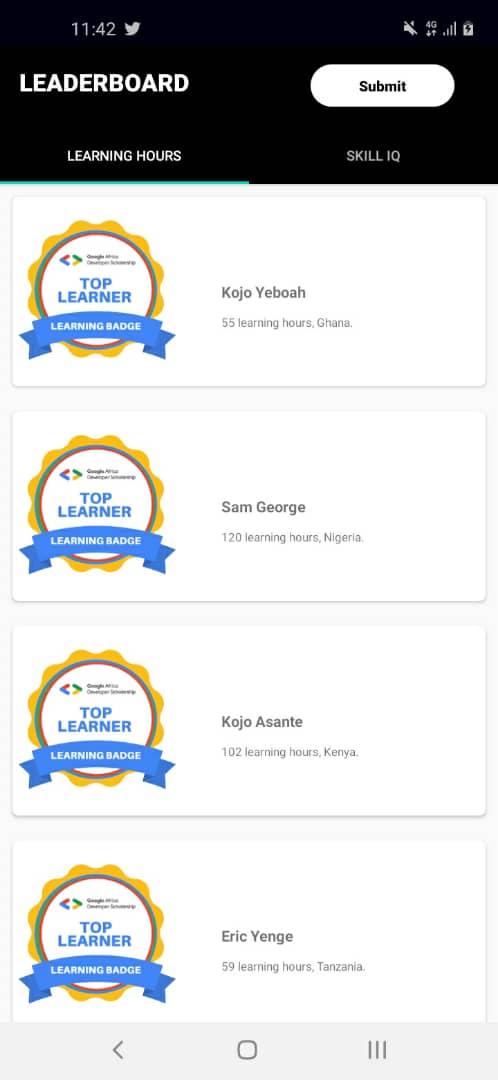 11:42
4G
LEADERBOARD
Submit
LEARNING HOURS
SKILL IQ
Google Africa
Developer Scholarship
TOP
LEARNER
LEARNING BADGE
Kojo Yeboah
55 learning hours, Ghana.
Google Africa
Developer Scholarship
TOP
LEARNER
LEARNING BADGE
Sam George
120 learning hours, Nigeria.
Google Africa
Developer Scholarship
TOP
LEARNER
LEARNING BADGE
Kojo Asante
102 learning hours, Kenya.
Google Africa
Developer Scholarship
TOP
LEARNER
LEARNING BADGE
Eric Yenge
59 learning hours, Tanzania.